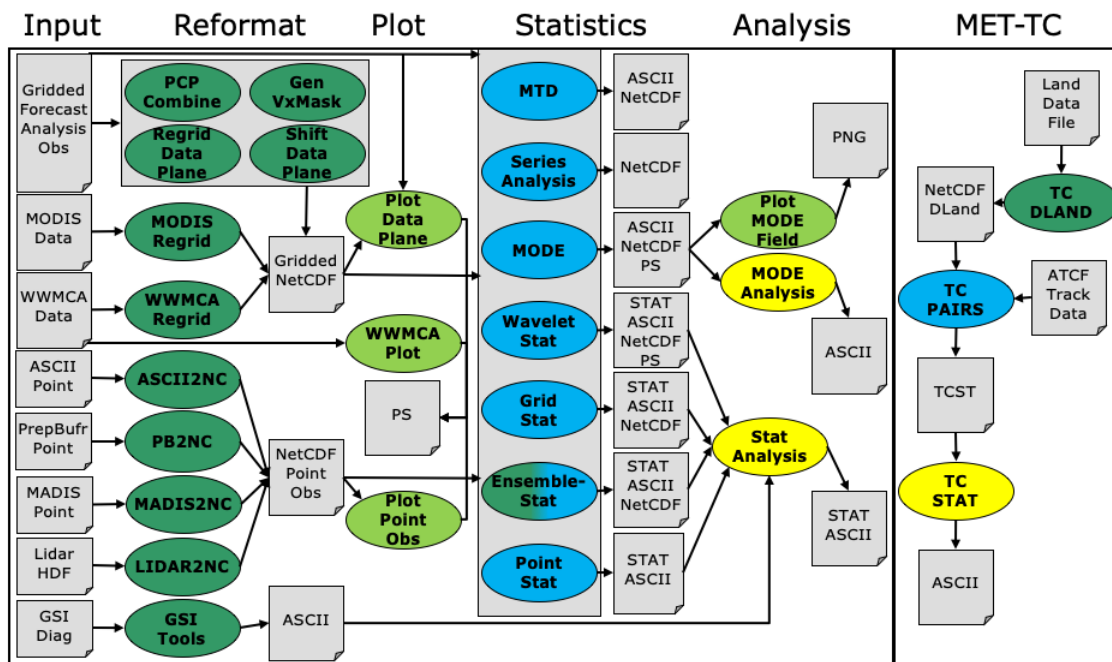 Input
Reformat
Plot
Statistics
Analysis
MET-TC
Gridded
Forecast
Analysis
Obs
PCP
Combine
Gen
VxMask
Regrid
Data
Plane
Shift
Data
Plane
MODIS
Data
MODIS
Regrid
WWMCA
Data
WWMCA
Regrid
Gridded
NetCDF
ASCII
Point
ASCII2NC
PrepBufr
Point
PB2NC
MADIS
Point
MADIS2NC
Lidar
HDF
LIDAR2NC
NetCDF
Point
Obs
GSI
Diag
GSI
Tools
ASCII
Plot
Data
Plane
WWMCA
Plot
PS
Plot
Point
Obs
MTD
ASCII
NetCDF
Series
Analysis
NetCDF
MODE
ASCII
NetCDF
PS
Wavelet
Stat
STAT
ASCII
NetCDF
PS
Grid
Stat
STAT
ASCII
NetCDF
Ensemble-
Stat
STAT
ASCII
NetCDF
Point
Stat
STAT
ASCII
PNG
Plot
MODE
Field
MODE
Analysis
ASCII
Stat
Analysis
STAT
ASCII
Land
Data
File
NetCDF
DLand
TC
DLAND
TC
PAIRS
ATCF
Track
Data
TCST
TC
STAT
ASCII